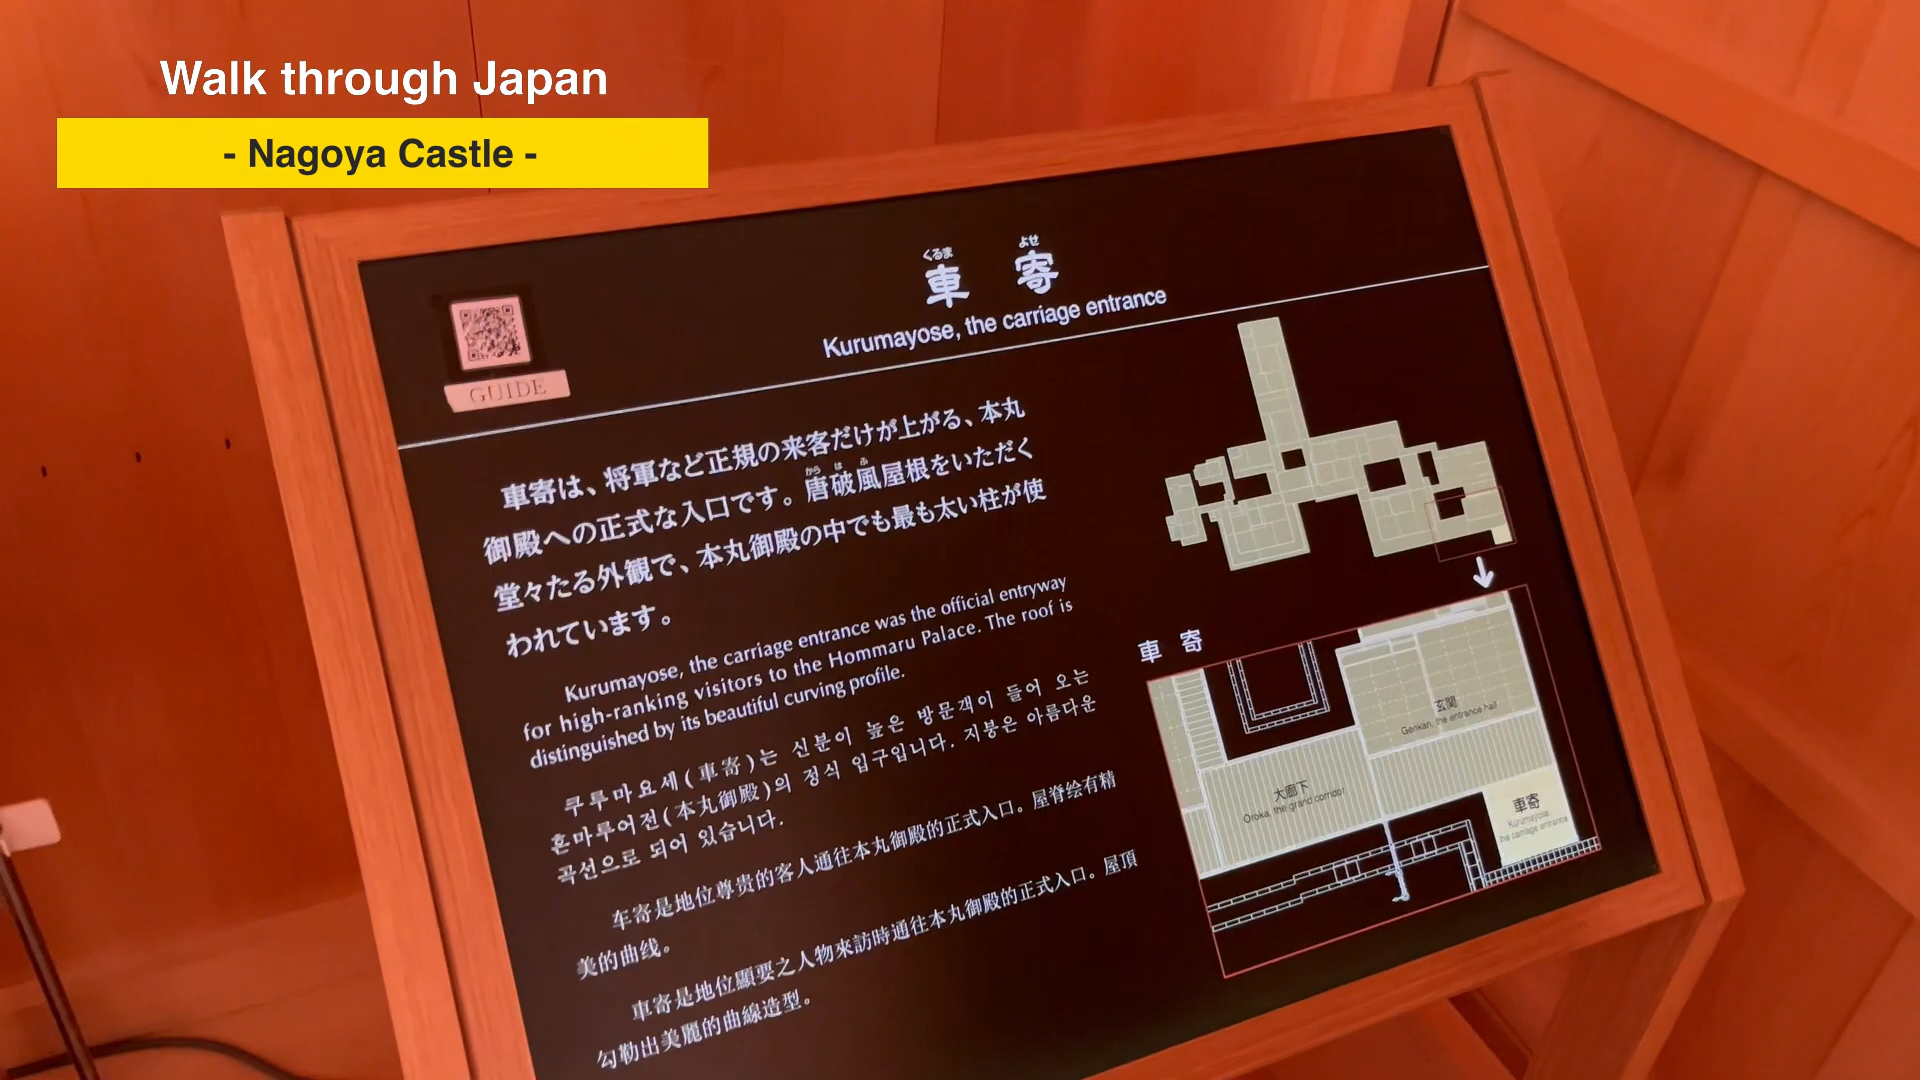 Walk through Japan
- Nagoya Castle -
くるま よせ
車 寄
Kurumayose, the carriage entrance
GUIDE
車寄は、将軍など正規の来客だけが上がる、本丸
御殿への正式な入口です。唐破風屋根をいただく
から は ふ
堂々たる外観で、本丸御殿の中でも最も太い柱が使
われています。
Kurumayose, the carriage entrance was the official entryway
for high-ranking visitors to the Hommaru Palace. The roof is
distinguished by its beautiful curving profile.
쿠루마요세(車寄)는 신분이 높은 방문객이 들어 오는
혼마루어전(本丸御殿)의 정식 입구입니다. 지붕은 아름다운
곡선으로 되어 있습니다.
车寄是地位尊贵的客人通往本丸御殿的正式入口。屋脊绘有精
美的曲线。
車寄是地位顯要之人物來訪時通往本丸御殿的正式入口。屋頂
勾勒出美麗的曲線造型。
車 寄
玄関
Genkan, the entrance hall
大廊下
Oroka, the grand corridor
車寄
Kurumayose,
the carriage entrance